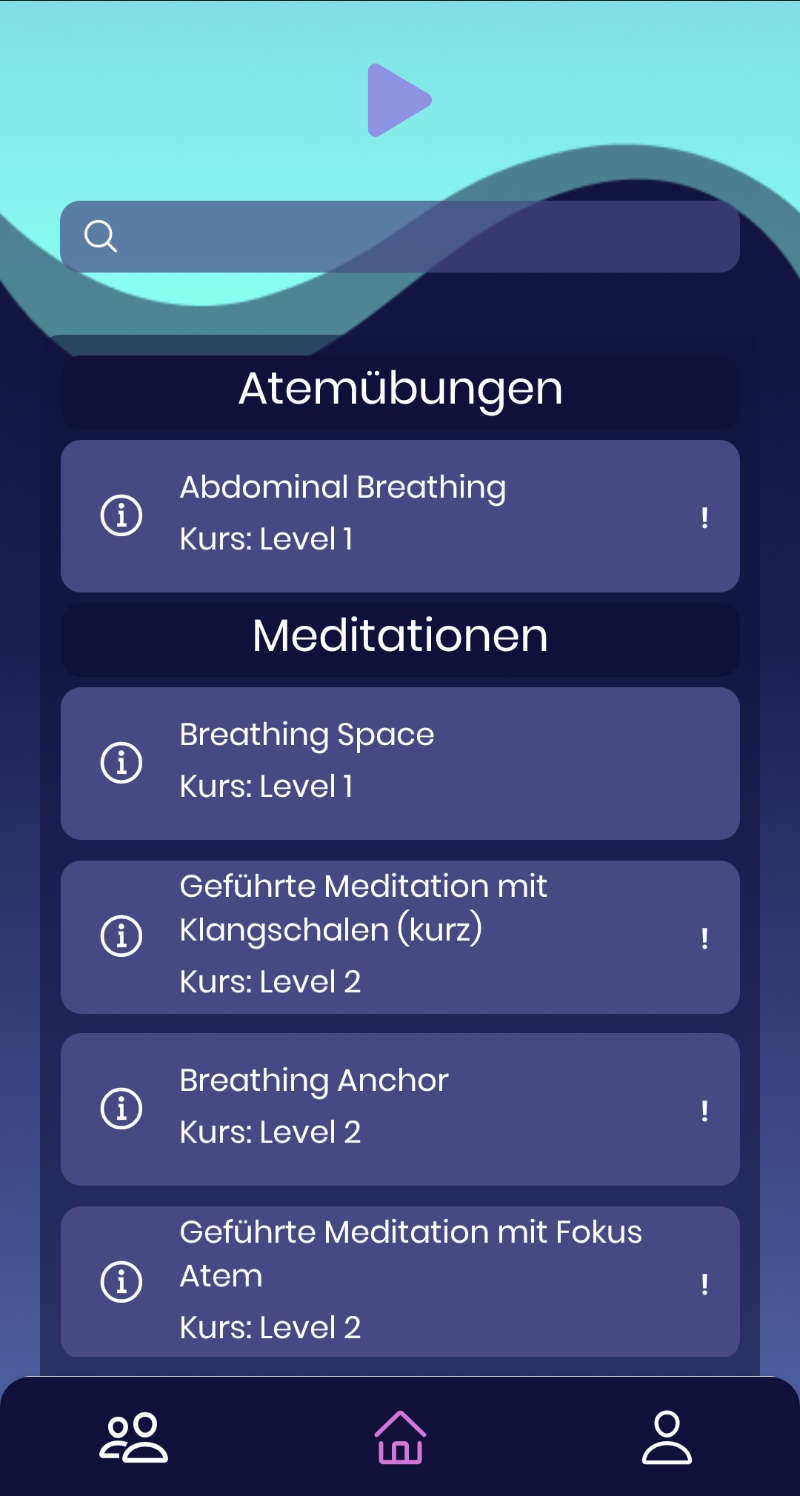 Atemübungen
Abdominal Breathing
Kurs: Level 1
!
Meditationen
Breathing Space
Kurs: Level 1
Geführte Meditation mit
Klangschalen (kurz)
Kurs: Level 2
!
Breathing Anchor
Kurs: Level 2
!
Geführte Meditation mit Fokus
Atem
Kurs: Level 2
!